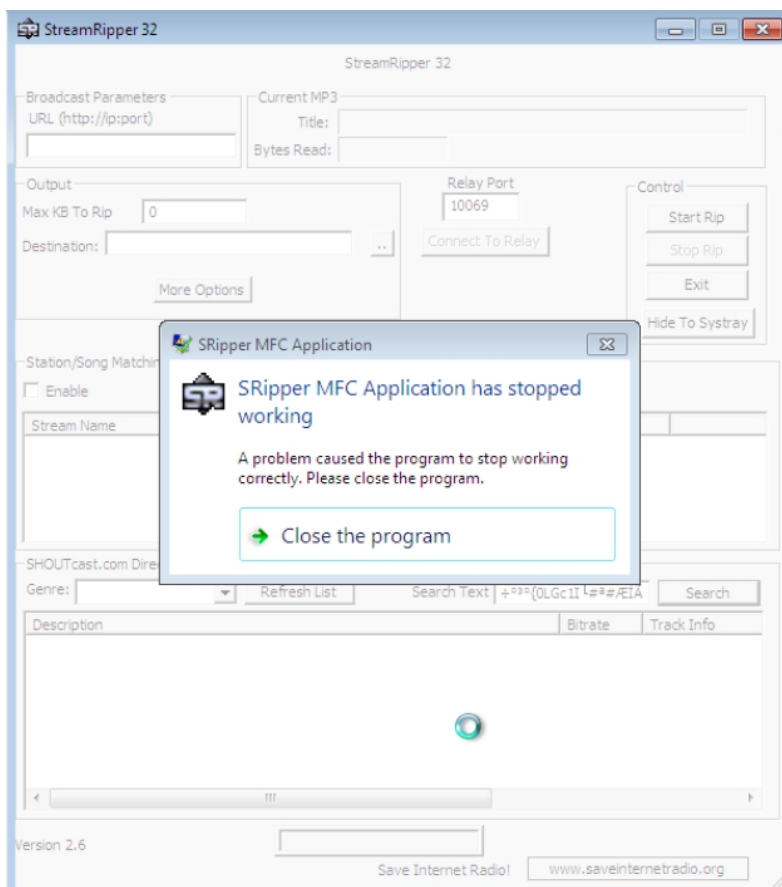 StreamRipper 32
StreamRipper 32
Broadcast Parameters
URL (http://ip:port)
Current MP3
Title:
Bytes Read:
Output
Max KB To Rip 0
Destination: ..
More Options
Relay Port
10069
Connect To Relay
Control
Start Rip
Stop Rip
Exit
Hide To Systray
SRipper MFC Application
SR
SRipper MFC Application has stopped
working
A problem caused the program to stop working
correctly. Please close the program.
Close the program
Station/Song Matchin
Enable
Stream Name
SHOUTcast.com Direc
Genre: Refresh List Search Text Search
Description Bitrate Track Info
Version 2.6
Save Internet Radio! www.saveinternetradio.org